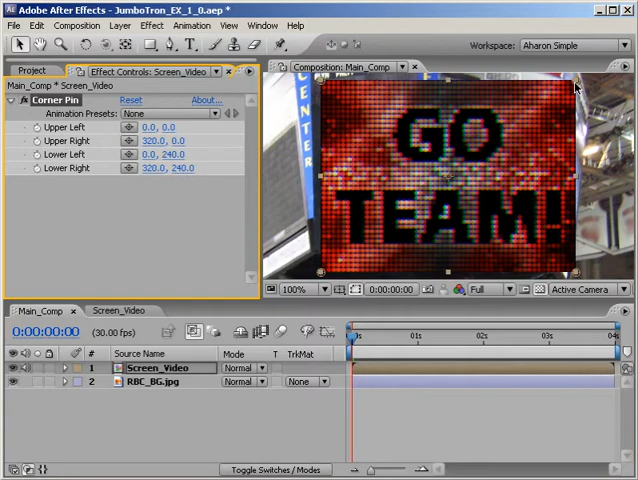 Adobe After Effects - JumboTron_EX_1_0.aep *
File Edit Composition Layer Effect Animation View Window Help
Workspace: Aharon Simple
Project Effect Controls: Screen_Video
Composition: Main_Comp
Main_Comp * Screen_Video
Corner Pin Reset About...
Animation Presets: None
Upper Left 0.0, 0.0
Upper Right 320.0, 0.0
Lower Left 0.0, 240.0
Lower Right 320.0, 240.0
CENTER
GO
TEAM!
100% 0:00:00:00 Full Active Camera
Main_Comp Screen_Video
0:00:00:00 (30.00 fps)
01s 02s 03s 04s
# Source Name Mode T TrkMat
1 Screen_Video Normal
2 RBC_BG.jpg Normal None
Toggle Switches / Modes